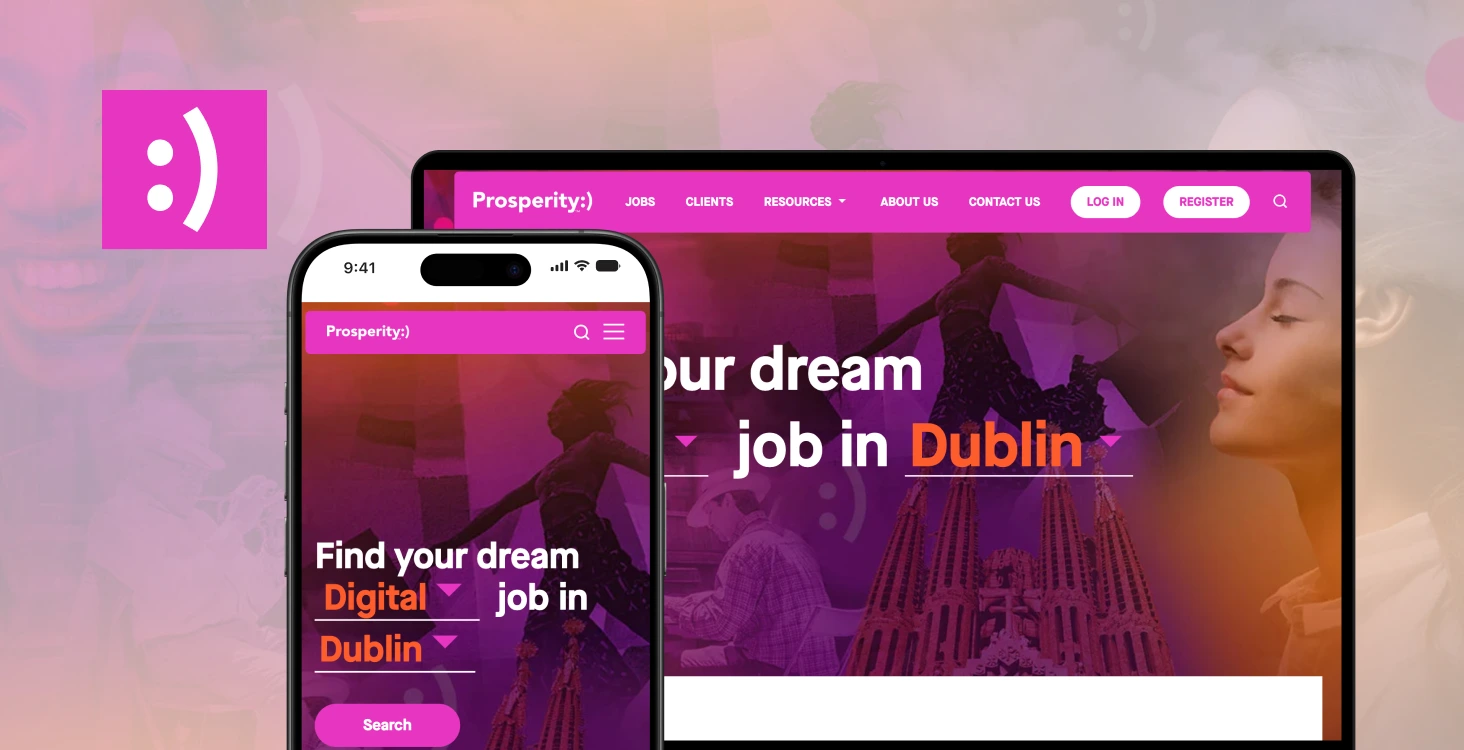 :)
Prosperity:)
JOBS
CLIENTS
RESOURCES
ABOUT US
CONTACT US
LOG IN
REGISTER
our dream
job in Dublin
9:41
Prosperity:)
Find your dream
Digital job in
Dublin
Search